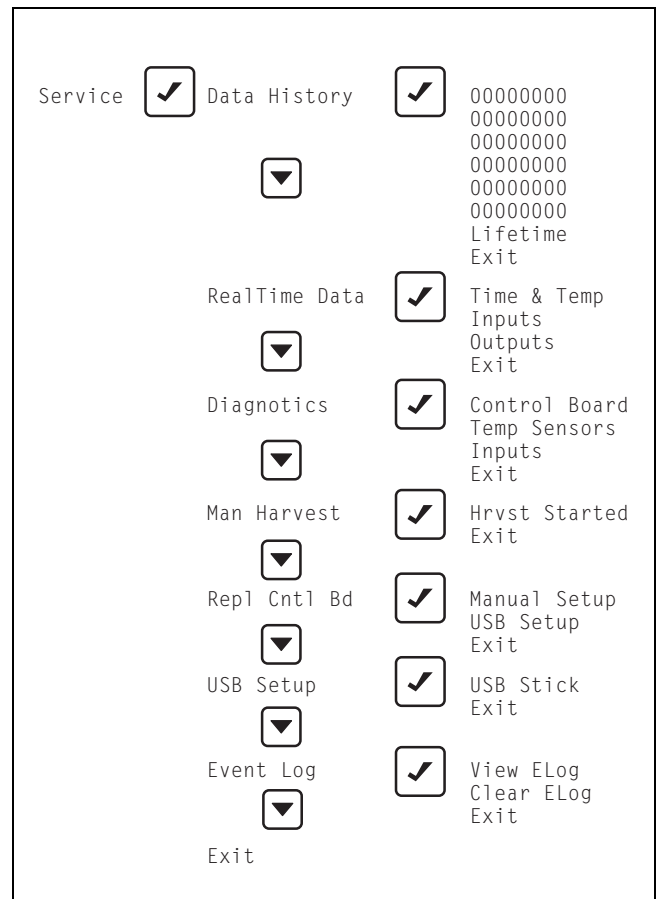 Service Data History 00000000
00000000
00000000
00000000
00000000
00000000
Lifetime
Exit
RealTime Data Time & Temp
Inputs
Outputs
Exit
Diagnotics Control Board
Temp Sensors
Inputs
Exit
Man Harvest Hrvst Started
Exit
Repl Cntl Bd Manual Setup
USB Setup
Exit
USB Setup USB Stick
Exit
Event Log View ELog
Clear ELog
Exit
Exit